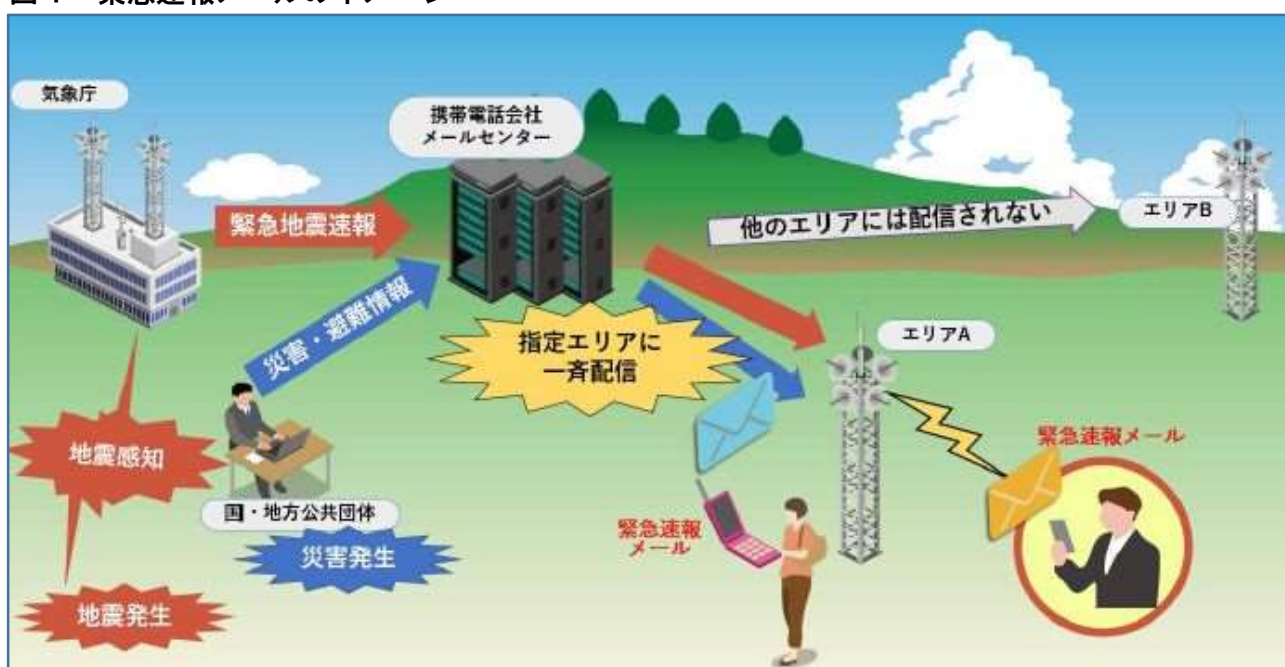 気象庁
携帯電話会社
メールセンター
緊急地震速報
他のエリアには配信されない
エリアB
災害・避難情報
指定エリアに
一斉配信
エリアA
地震感知
緊急速報メール
国・地方公共団体
緊急速報
メール
災害発生
地震発生